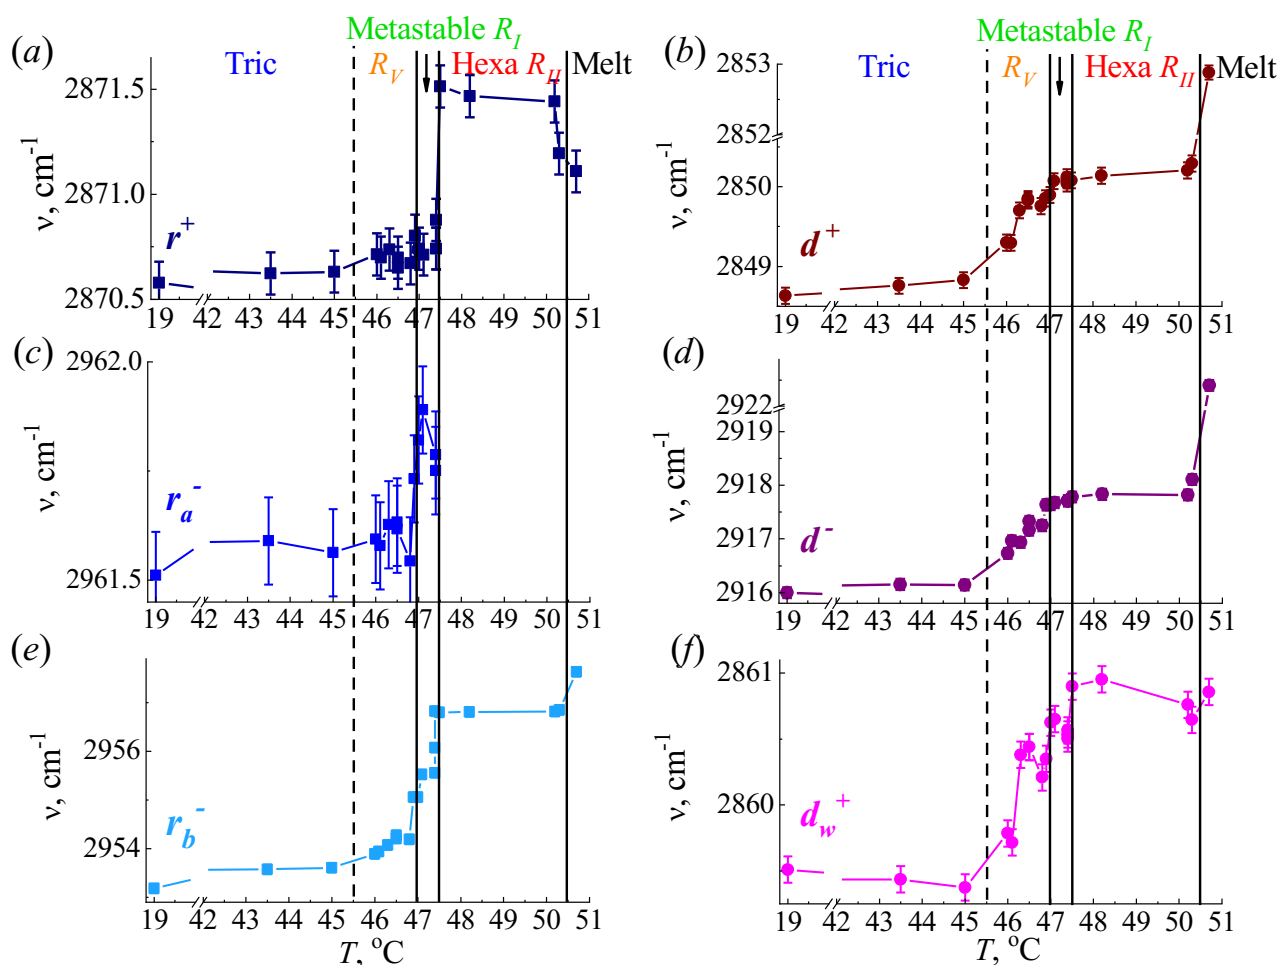 Metastable R_I
(a) Tric R_V Hexa R_II Melt
2871.5
2871.0
2870.5
ν, cm⁻¹
r⁺
19 42 43 44 45 46 47 48 49 50 51
Metastable R_I
(b) Tric R_V Hexa R_II Melt
2853
2852
2850
2849
ν, cm⁻¹
d⁺
19 42 43 44 45 46 47 48 49 50 51
(c)
2962.0
2961.5
ν, cm⁻¹
r_a⁻
19 42 43 44 45 46 47 48 49 50 51
(d)
2922
2919
2918
2917
2916
ν, cm⁻¹
d⁻
19 42 43 44 45 46 47 48 49 50 51
(e)
2956
2954
ν, cm⁻¹
r_b⁻
19 42 43 44 45 46 47 48 49 50 51
T, °C
(f)
2861
2860
ν, cm⁻¹
d_w⁺
19 42 43 44 45 46 47 48 49 50 51
T, °C